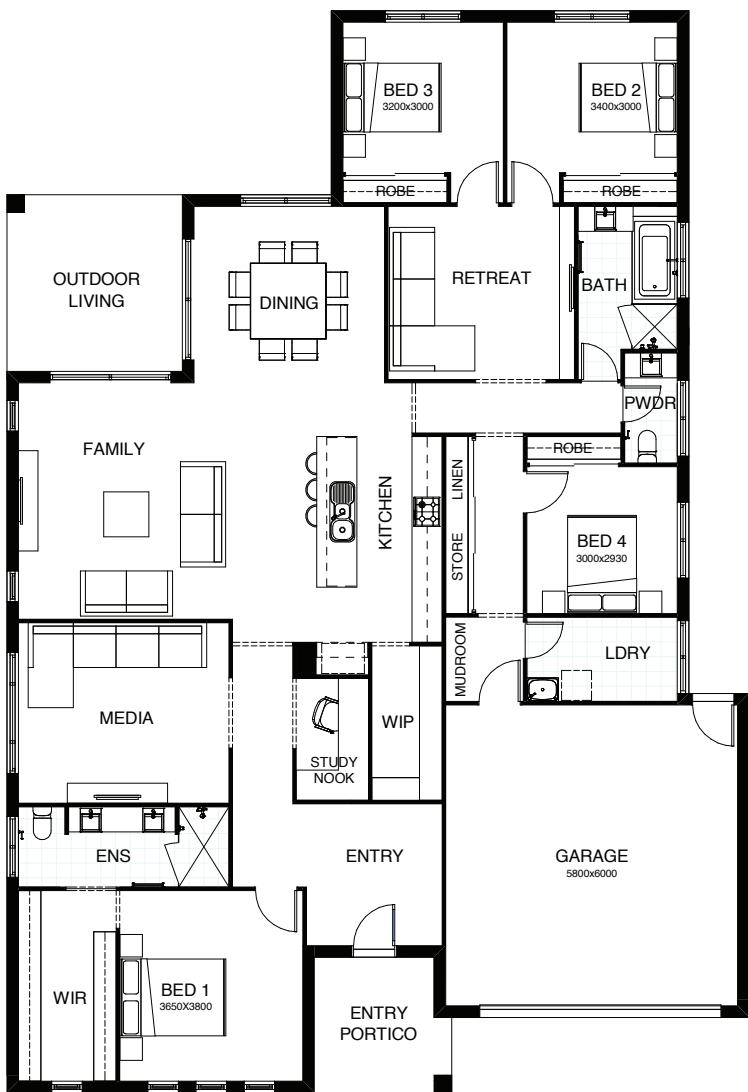 BED 3
3200x3000
BED 2
3400x3000
ROBE
ROBE
OUTDOOR
LIVING
DINING
RETREAT
BATH
PWDR
FAMILY
KITCHEN
LINEN
STORE
ROBE
BED 4
3000x2930
MUDROOM
LDRY
MEDIA
STUDY
NOOK
WIP
ENS
ENTRY
GARAGE
5800x6000
WIR
BED 1
3650X3800
ENTRY
PORTICO